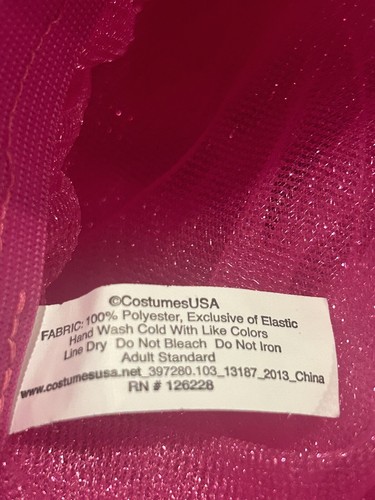 ©CostumesUSA
FABRIC: 100% Polyester, Exclusive of Elastic
Hand Wash Cold With Like Colors
Line Dry Do Not Bleach Do Not Iron
Adult Standard
www.costumesusa.net_397280.103_13187_2013_China
RN # 126228